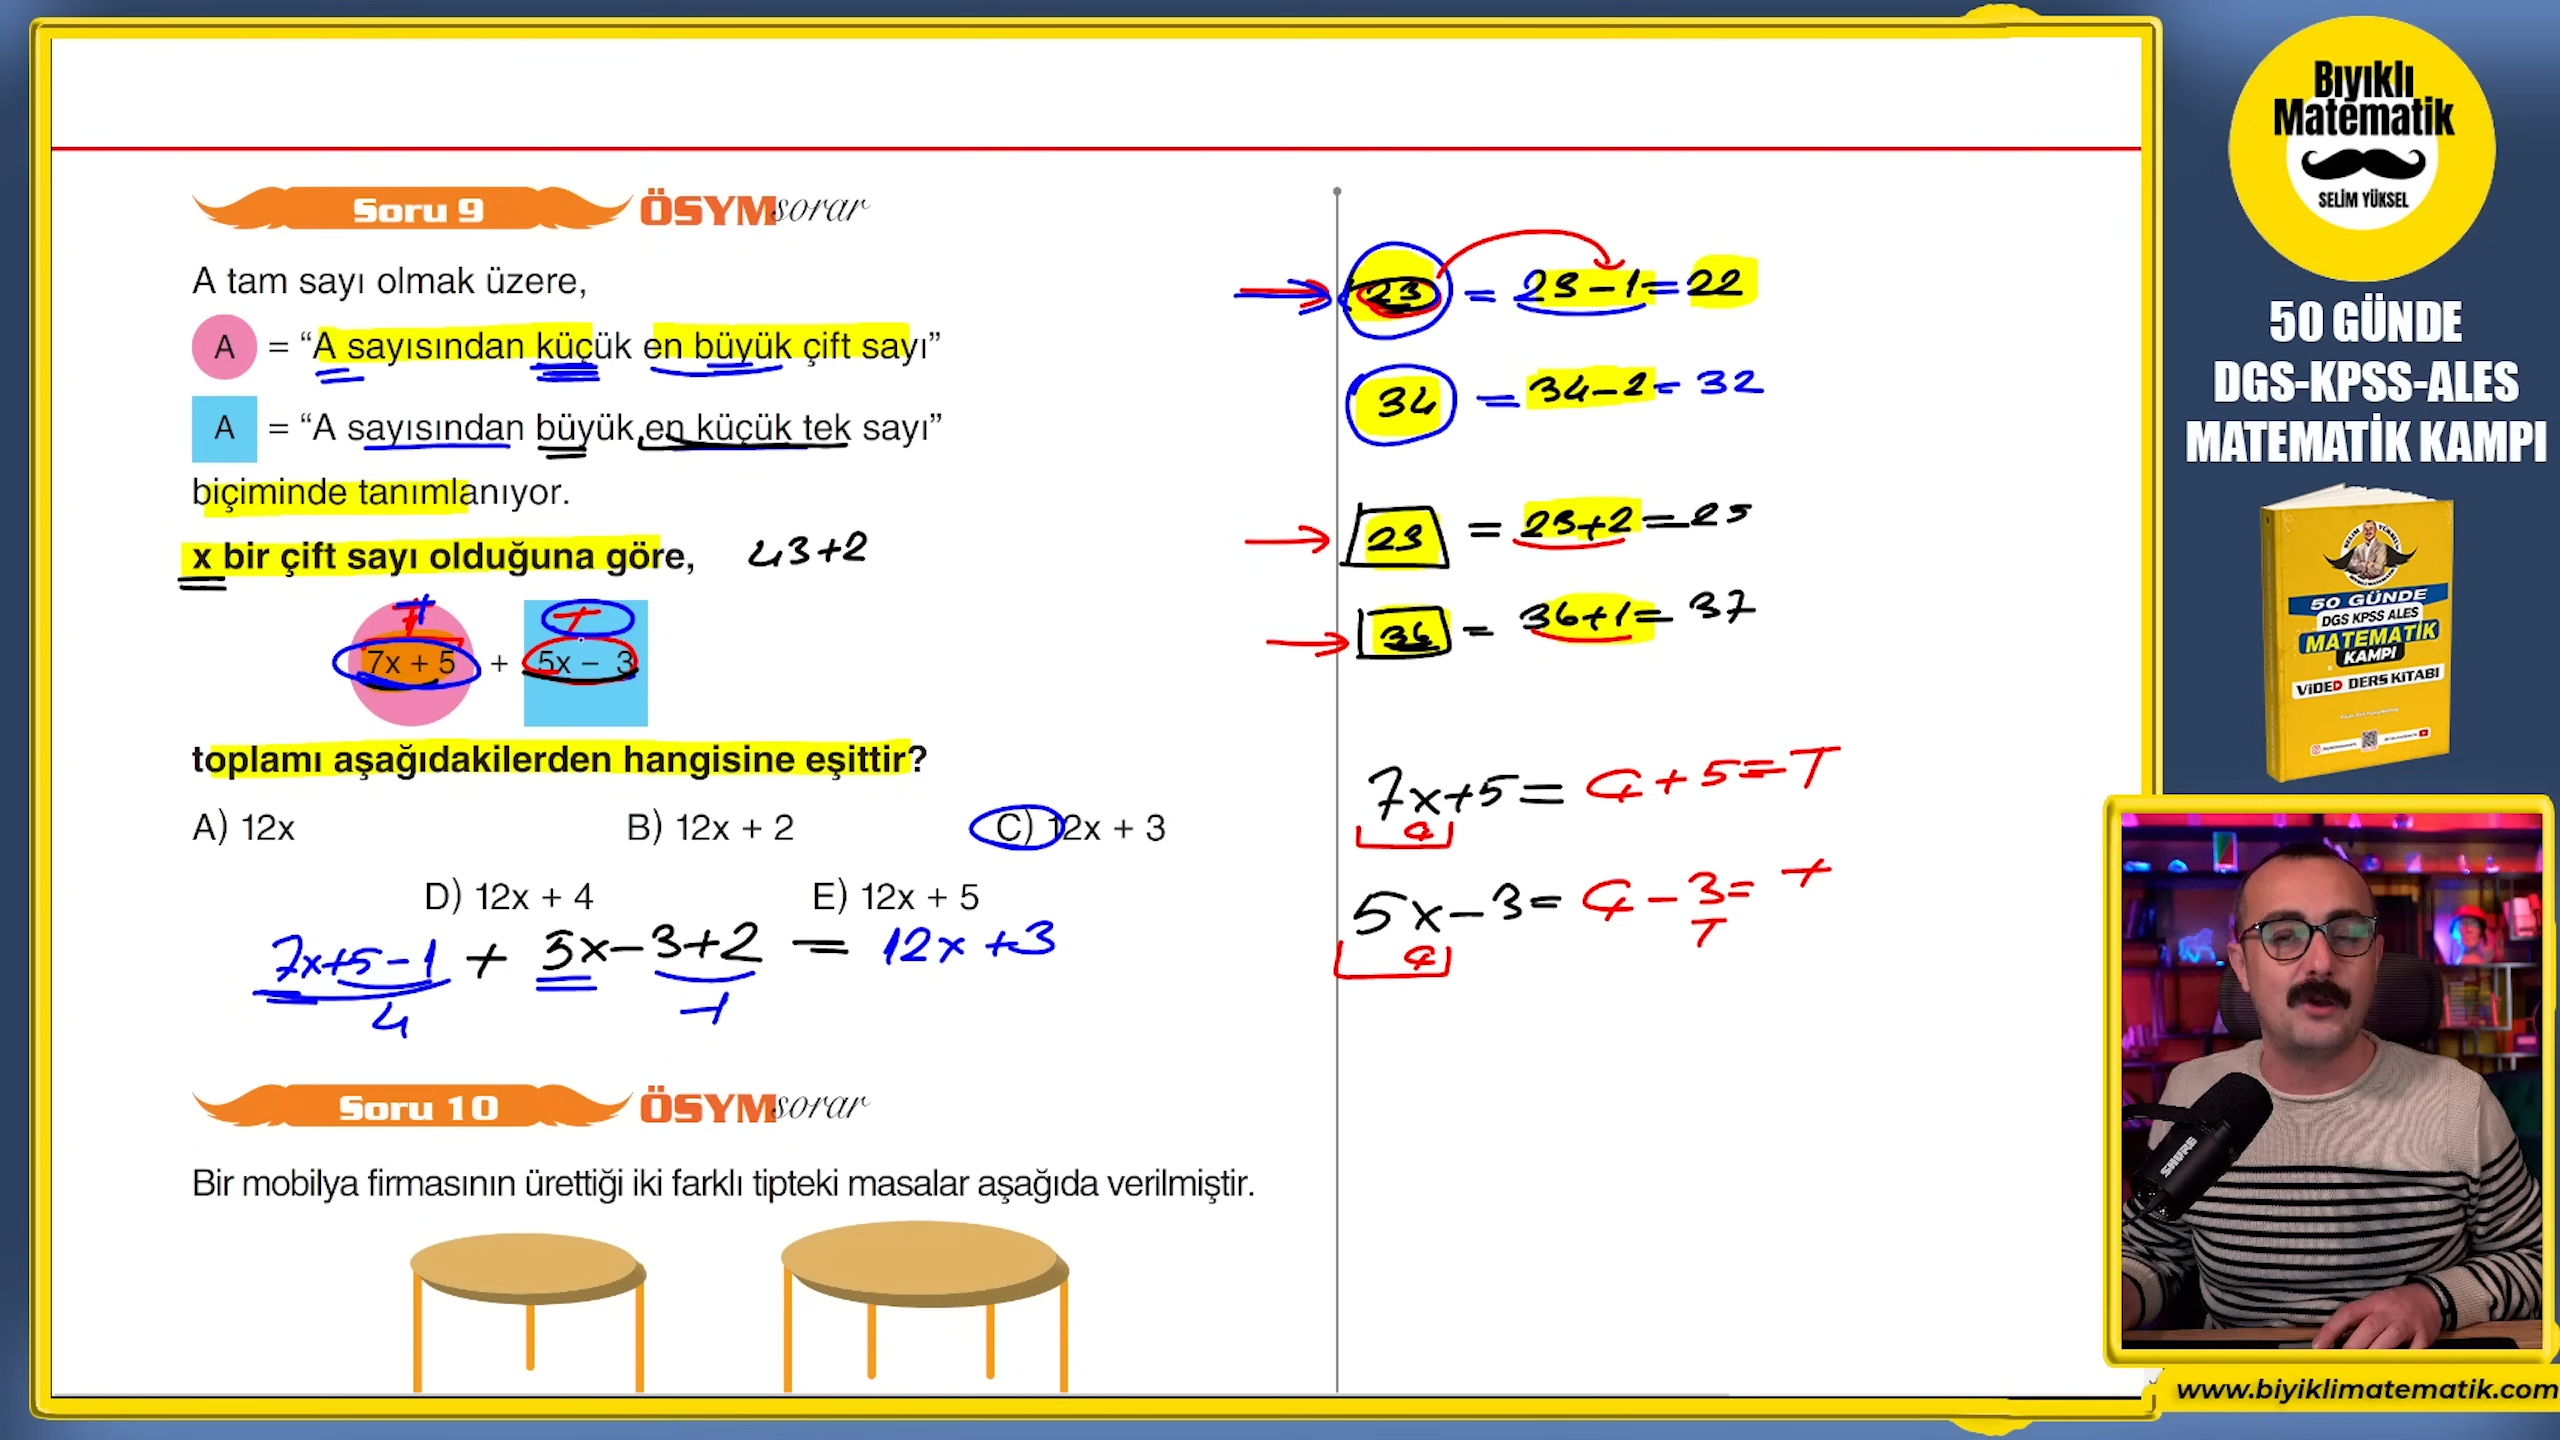 Soru 9 ÖSYM sorar
A tam sayı olmak üzere,
A = “A sayısından küçük en büyük çift sayı”
A = “A sayısından büyük en küçük tek sayı”
biçiminde tanımlanıyor.
x bir çift sayı olduğuna göre, 43+2
T T
7x + 5 + 5x − 3
toplamı aşağıdakilerden hangisine eşittir?
A) 12x B) 12x + 2 C) 12x + 3
D) 12x + 4 E) 12x + 5
7x+5−1 + 5x−3+2 = 12x+3
4 −1
Soru 10 ÖSYM sorar
Bir mobilya firmasının ürettiği iki farklı tipteki masalar aşağıda verilmiştir.
23 = 23−1=22
34 = 34−2=32
23 = 23+2=25
36 = 36+1=37
7x+5= Ç+5=T
Ç
5x−3= Ç−3=T
Ç T
Bıyıklı
Matematik
SELİM YÜKSEL
50 GÜNDE
DGS-KPSS-ALES
MATEMATİK KAMPI
50 GÜNDE
DGS KPSS ALES
MATEMATİK
KAMPI
VİDEO DERS KİTABI
SHURE
www.biyiklimatematik.com